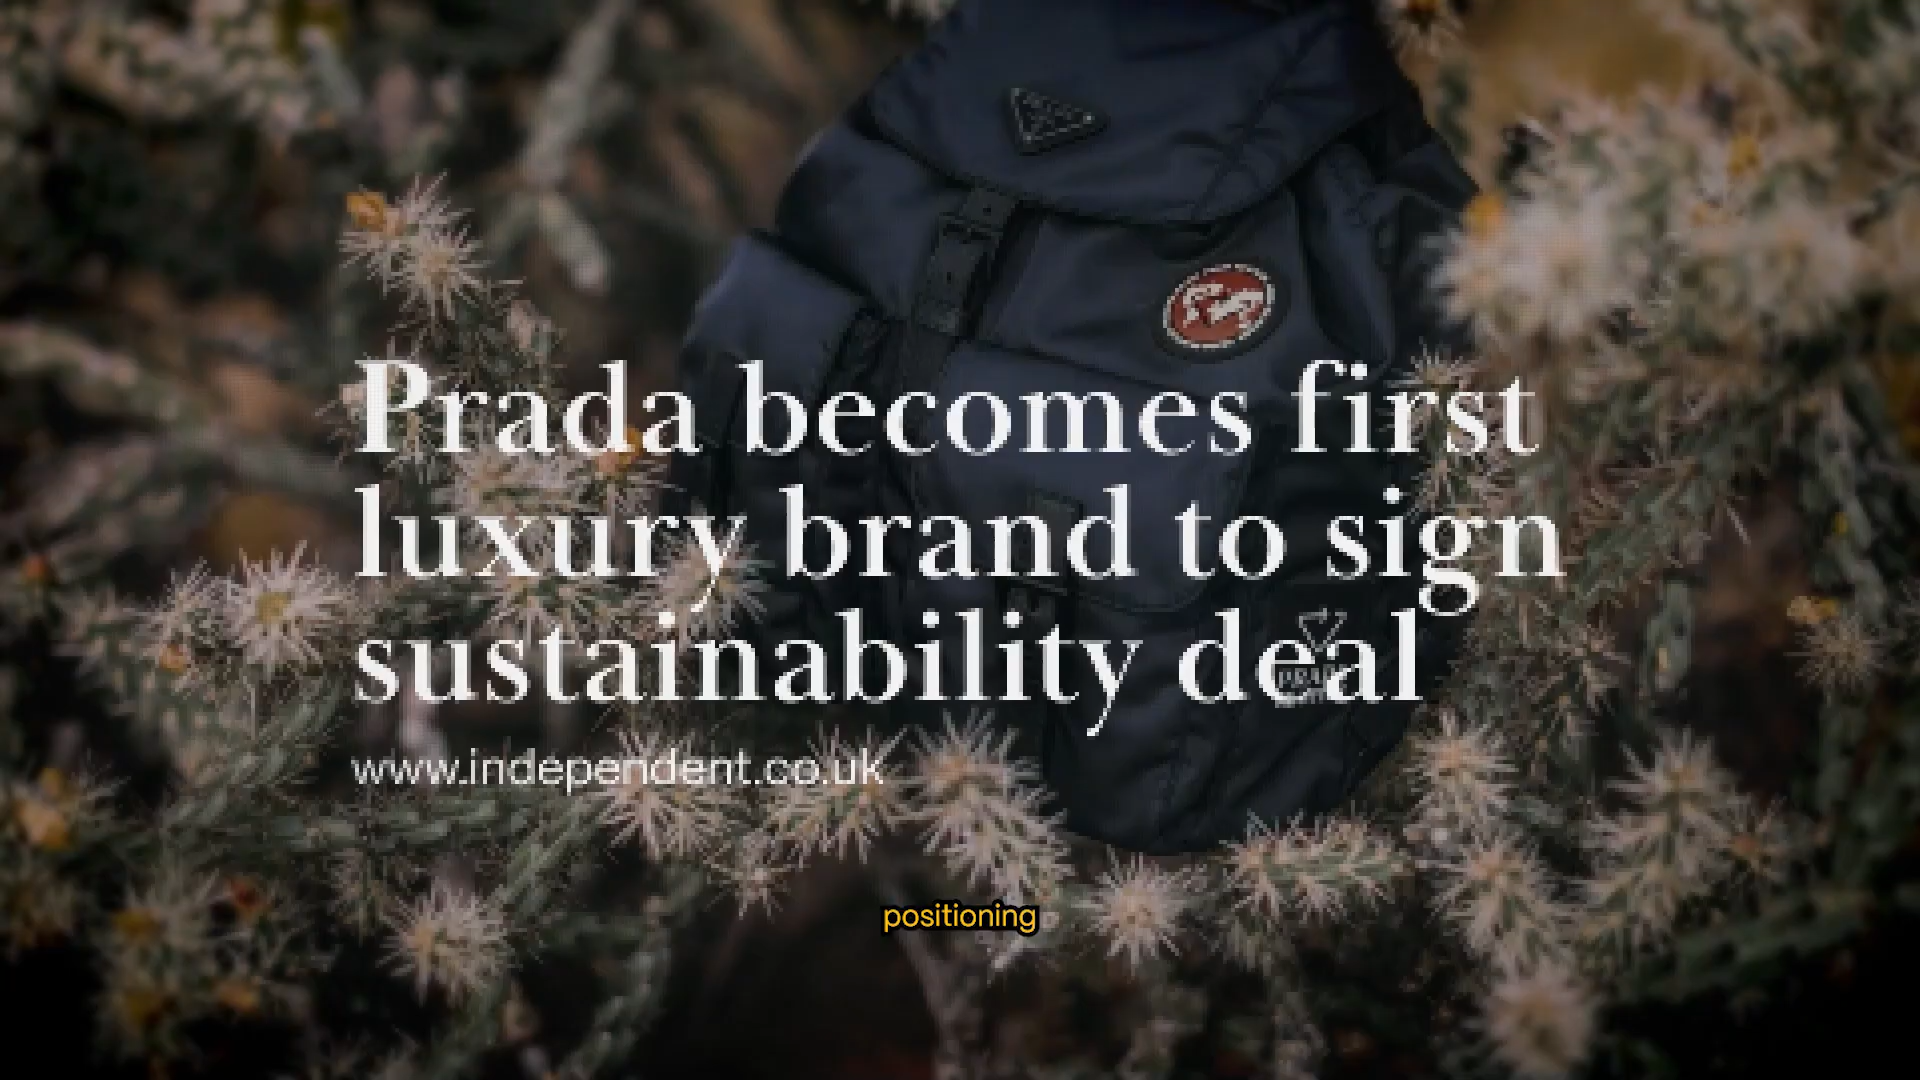 Prada becomes first
luxury brand to sign
sustainability deal
www.independent.co.uk
positioning